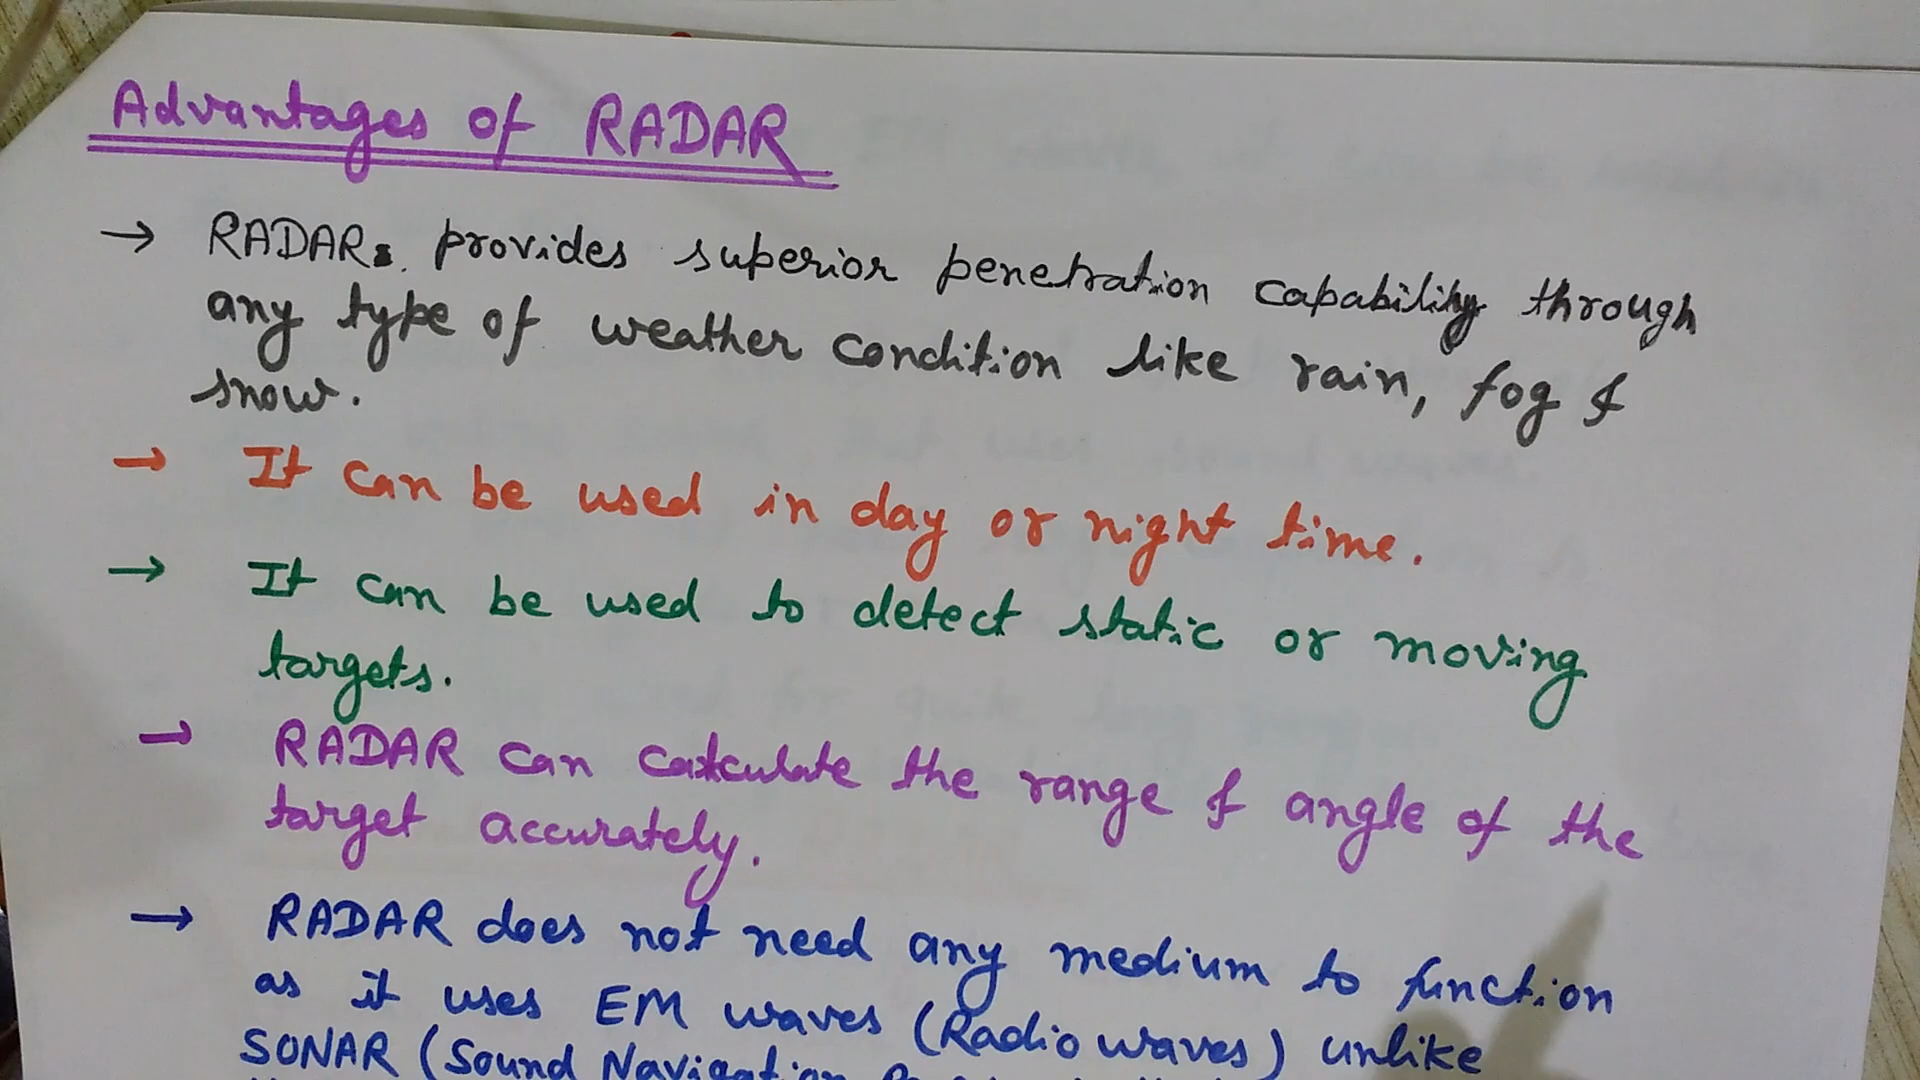 Advantages of RADAR
→ RADARs provides superior penetration capability through
any type of weather condition like rain, fog &
snow.
→ It can be used in day or night time.
→ It can be used to detect static or moving
targets.
→ RADAR can calculate the range & angle of the
target accurately.
→ RADAR does not need any medium to function
as it uses EM waves (Radio waves) unlike
SONAR (Sound Navigation